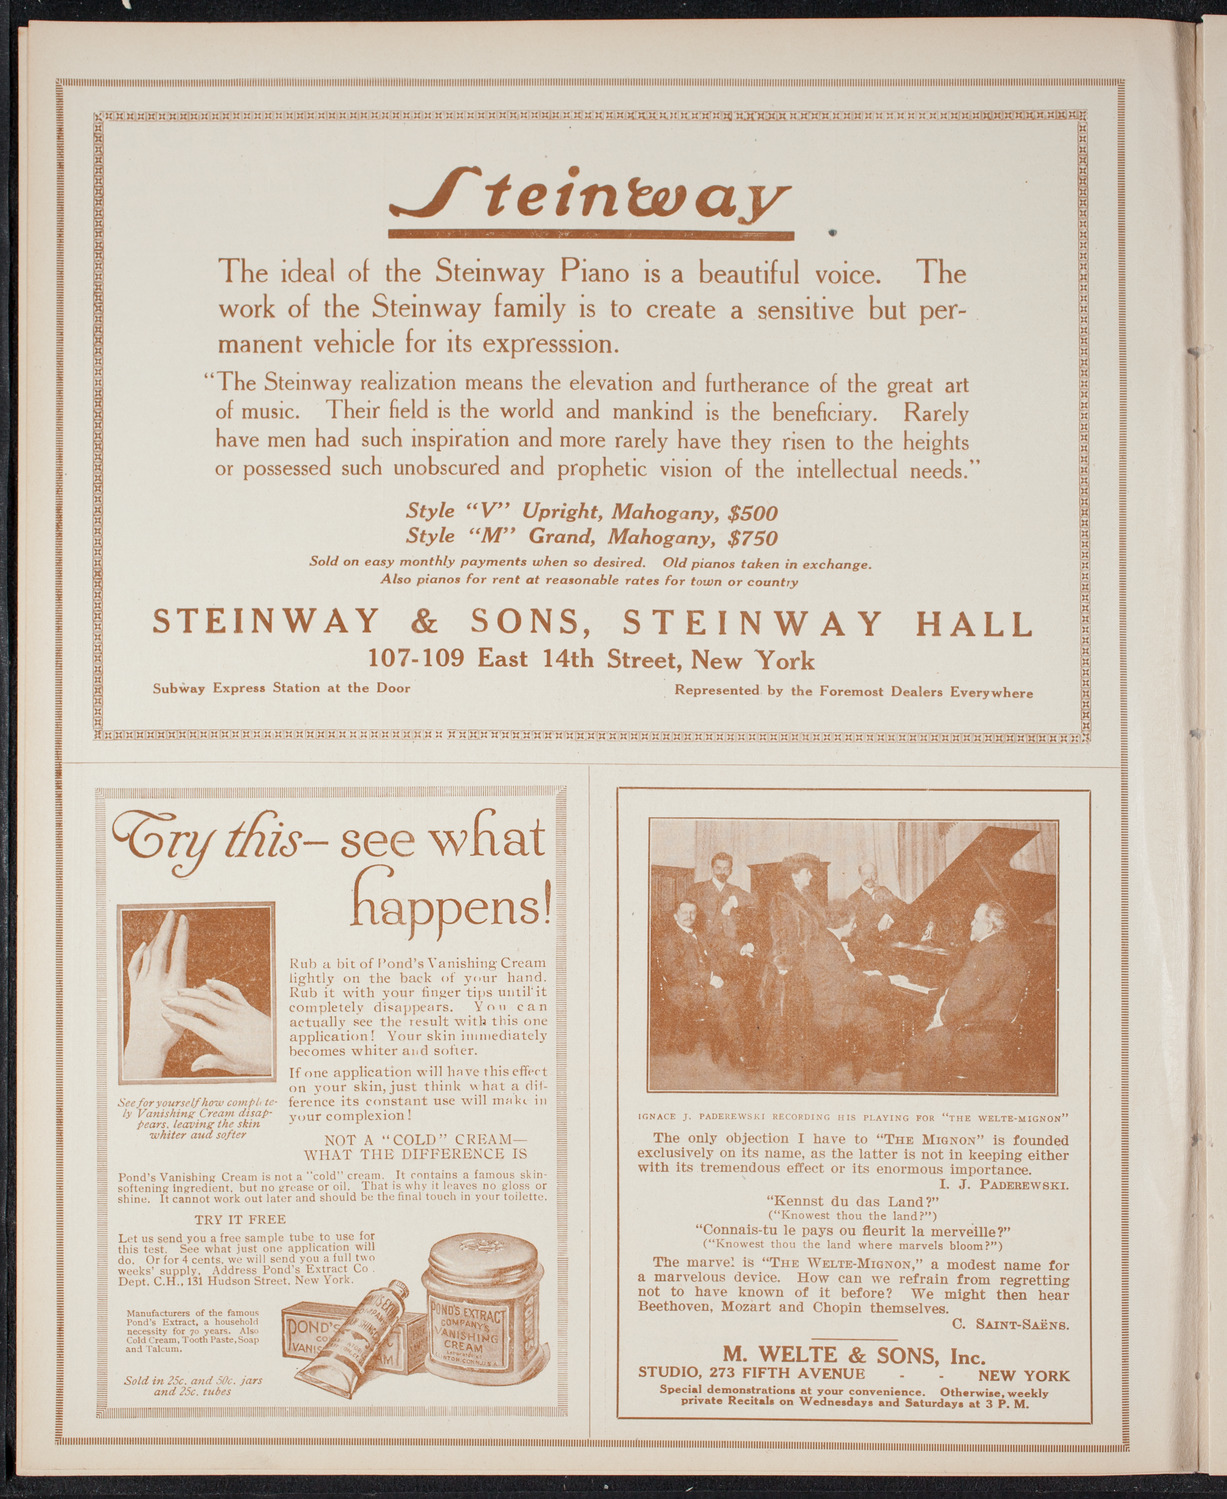 Steinway
The ideal of the Steinway Piano is a beautiful voice. The
work of the Steinway family is to create a sensitive but per-
manent vehicle for its expresssion.
“The Steinway realization means the elevation and furtherance of the great art
of music. Their field is the world and mankind is the beneficiary. Rarely
have men had such inspiration and more rarely have they risen to the heights
or possessed such unobscured and prophetic vision of the intellectual needs.”
Style “V” Upright, Mahogany, $500
Style “M” Grand, Mahogany, $750
Sold on easy monthly payments when so desired. Old pianos taken in exchange.
Also pianos for rent at reasonable rates for town or country
STEINWAY & SONS, STEINWAY HALL
107-109 East 14th Street, New York
Subway Express Station at the Door
Represented by the Foremost Dealers Everywhere
Try this—see what
happens!
Rub a bit of Pond's Vanishing Cream
lightly on the back of your hand.
Rub it with your finger tips until it
completely disappears. You can
actually see the result with this one
application! Your skin immediately
becomes whiter and softer.
If one application will have this effect
on your skin, just think what a dif-
ference its constant use will make in
your complexion!
See for yourself how complete-
ly Vanishing Cream disap-
pears, leaving the skin
whiter and softer
NOT A “COLD” CREAM—
WHAT THE DIFFERENCE IS
Pond's Vanishing Cream is not a “cold” cream. It contains a famous skin-
softening ingredient, but no grease or oil. That is why it leaves no gloss or
shine. It cannot work out later and should be the final touch in your toilette.
TRY IT FREE
Let us send you a free sample tube to use for
this test. See what just one application will
do. Or for 4 cents, we will send you a full two
weeks' supply. Address Pond's Extract Co.
Dept. C.H., 131 Hudson Street, New York.
Manufacturers of the famous
Pond's Extract, a household
necessity for 70 years. Also
Cold Cream, Tooth Paste, Soap
and Talcum.
Sold in 25c. and 50c. jars
and 25c. tubes
POND'S
VANIS
AM
POND'S EXTRACT
COMPANY'S
VANISHING
CREAM
IGNACE J. PADEREWSKI RECORDING HIS PLAYING FOR “THE WELTE-MIGNON”
The only objection I have to “THE MIGNON” is founded
exclusively on its name, as the latter is not in keeping either
with its tremendous effect or its enormous importance.
I. J. PADEREWSKI.
“Kennst du das Land?”
(“Knowest thou the land?”)
“Connais-tu le pays ou fleurit la merveille?”
(“Knowest thou the land where marvels bloom?”)
The marvel is “THE WELTE-MIGNON,” a modest name for
a marvelous device. How can we refrain from regretting
not to have known of it before? We might then hear
Beethoven, Mozart and Chopin themselves.
C. SAINT-SAËNS.
M. WELTE & SONS, Inc.
STUDIO, 273 FIFTH AVENUE - - NEW YORK
Special demonstrations at your convenience. Otherwise, weekly
private Recitals on Wednesdays and Saturdays at 3 P. M.